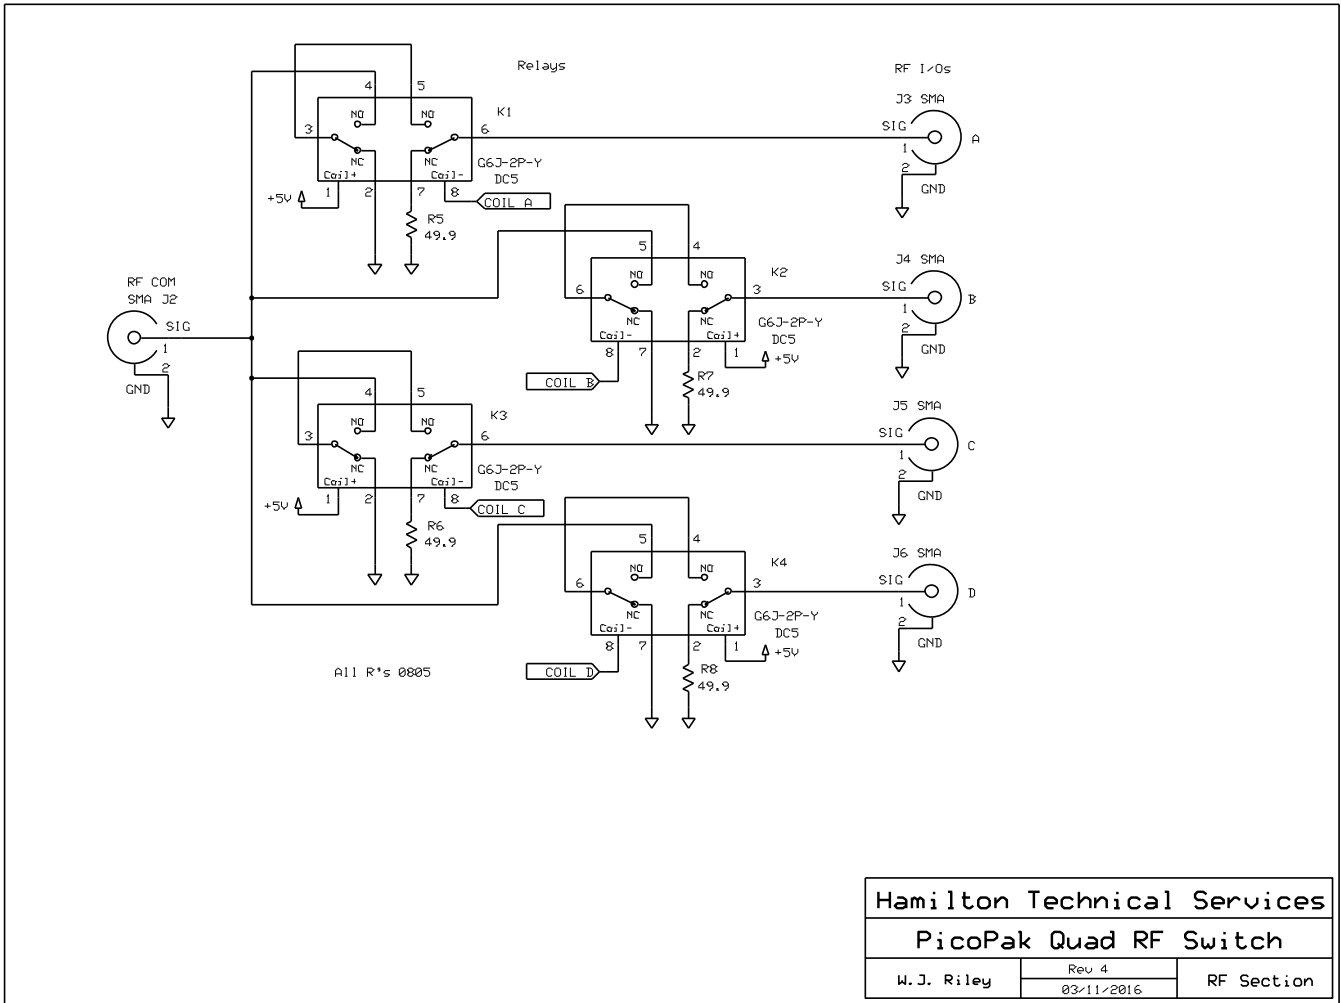 Relays
RF I/Os
J3 SMA
4 5
K1
NO NO
SIG
3 6
A
1
NC NC
G6J-2P-Y
2
Coil+ Coil-
DC5
GND
+5V
1 2 7 8
COIL A
R5
49.9
5 4
J4 SMA
K2
NO NO
SIG
6 3
B
1
NC NC
G6J-2P-Y
2
Coil- Coil+
DC5
GND
8 7 2 1
+5V
COIL B
R7
49.9
RF COM
SMA J2
SIG
1
2
GND
4 5
J5 SMA
K3
NO NO
SIG
3 6
C
1
NC NC
G6J-2P-Y
2
Coil+ Coil-
DC5
GND
+5V
1 2 7 8
COIL C
R6
49.9
5 4
J6 SMA
K4
NO NO
SIG
6 3
D
1
NC NC
G6J-2P-Y
2
Coil- Coil+
DC5
GND
8 7 2 1
+5V
COIL D
R8
49.9
All R's 0805
Hamilton Technical Services
PicoPak Quad RF Switch
W.J. Riley
Rev 4
03/11/2016
RF Section